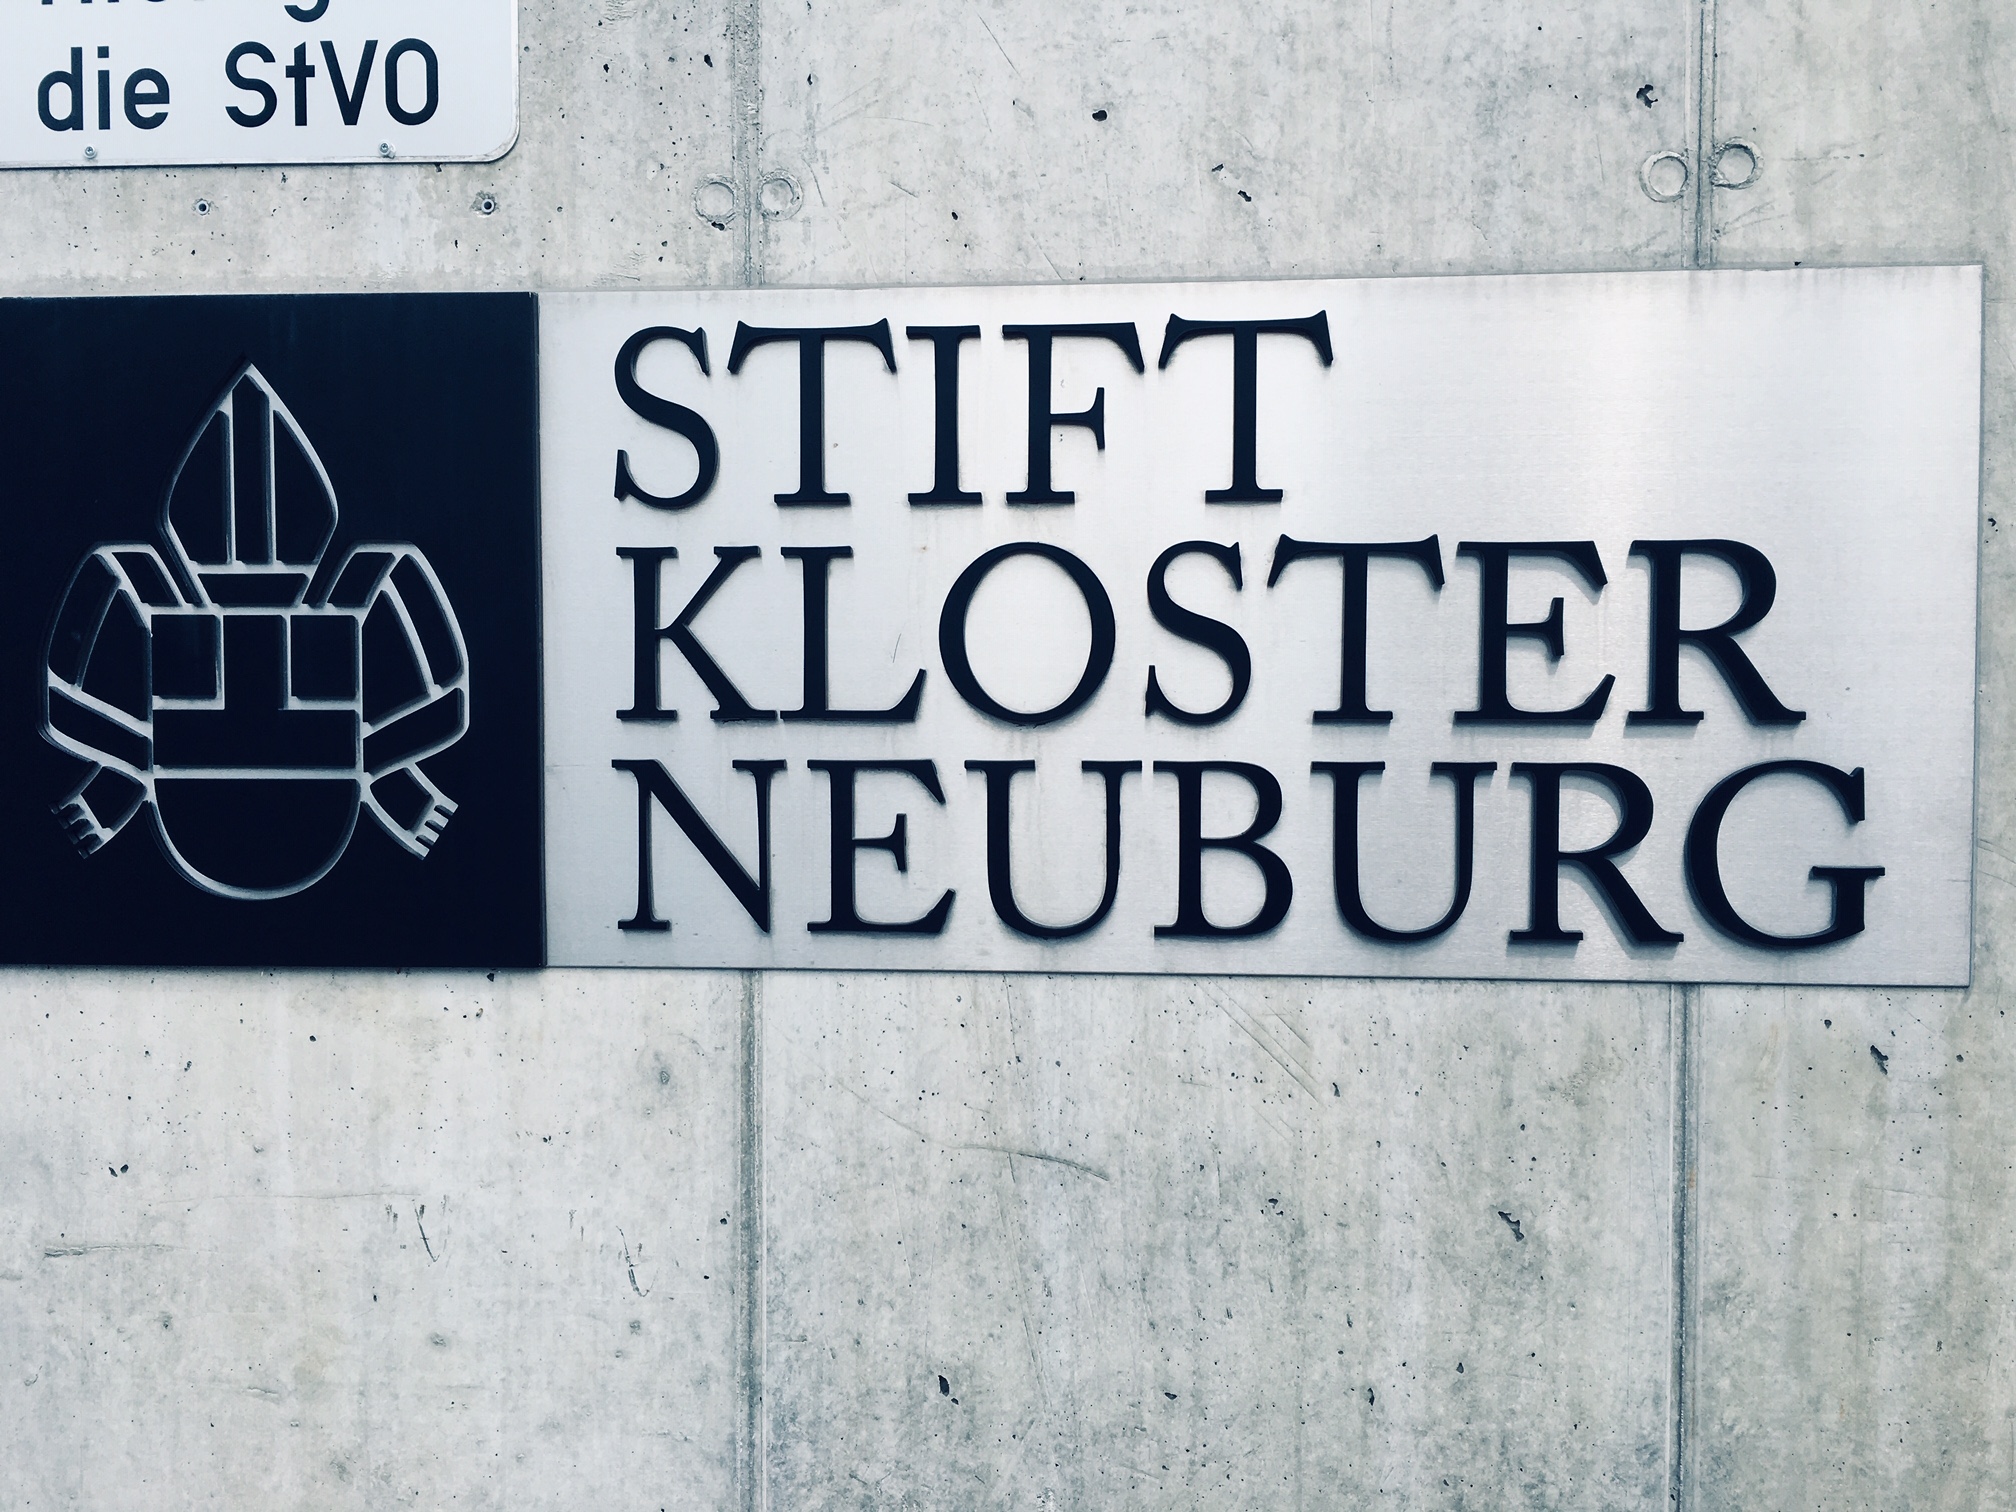 die StVO
STIFT
KLOSTER
NEUBURG